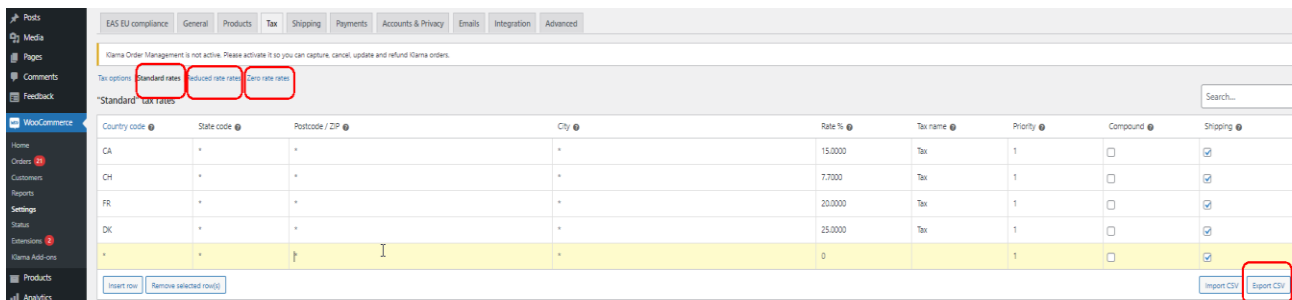 Posts
Media
Pages
Comments
Feedback
WooCommerce
Home
Orders 21
Customers
Reports
Settings
Status
Extensions 2
Klarna Add-ons
Products
Analytics
EAS EU compliance General Products Tax Shipping Payments Accounts & Privacy Emails Integration Advanced
Klarna Order Management is not active. Please activate it so you can capture, cancel, update and refund Klarna orders.
Tax options Standard rates Reduced rate rates Zero rate rates
"Standard" tax rates
Search...
Country code State code Postcode / ZIP City Rate % Tax name Priority Compound Shipping
CA * * * 15.0000 Tax 1
CH * * * 7.7000 Tax 1
FR * * * 20.0000 Tax 1
DK * * * 25.0000 Tax 1
* * * * 0 1
Insert row Remove selected row(s) Import CSV Export CSV